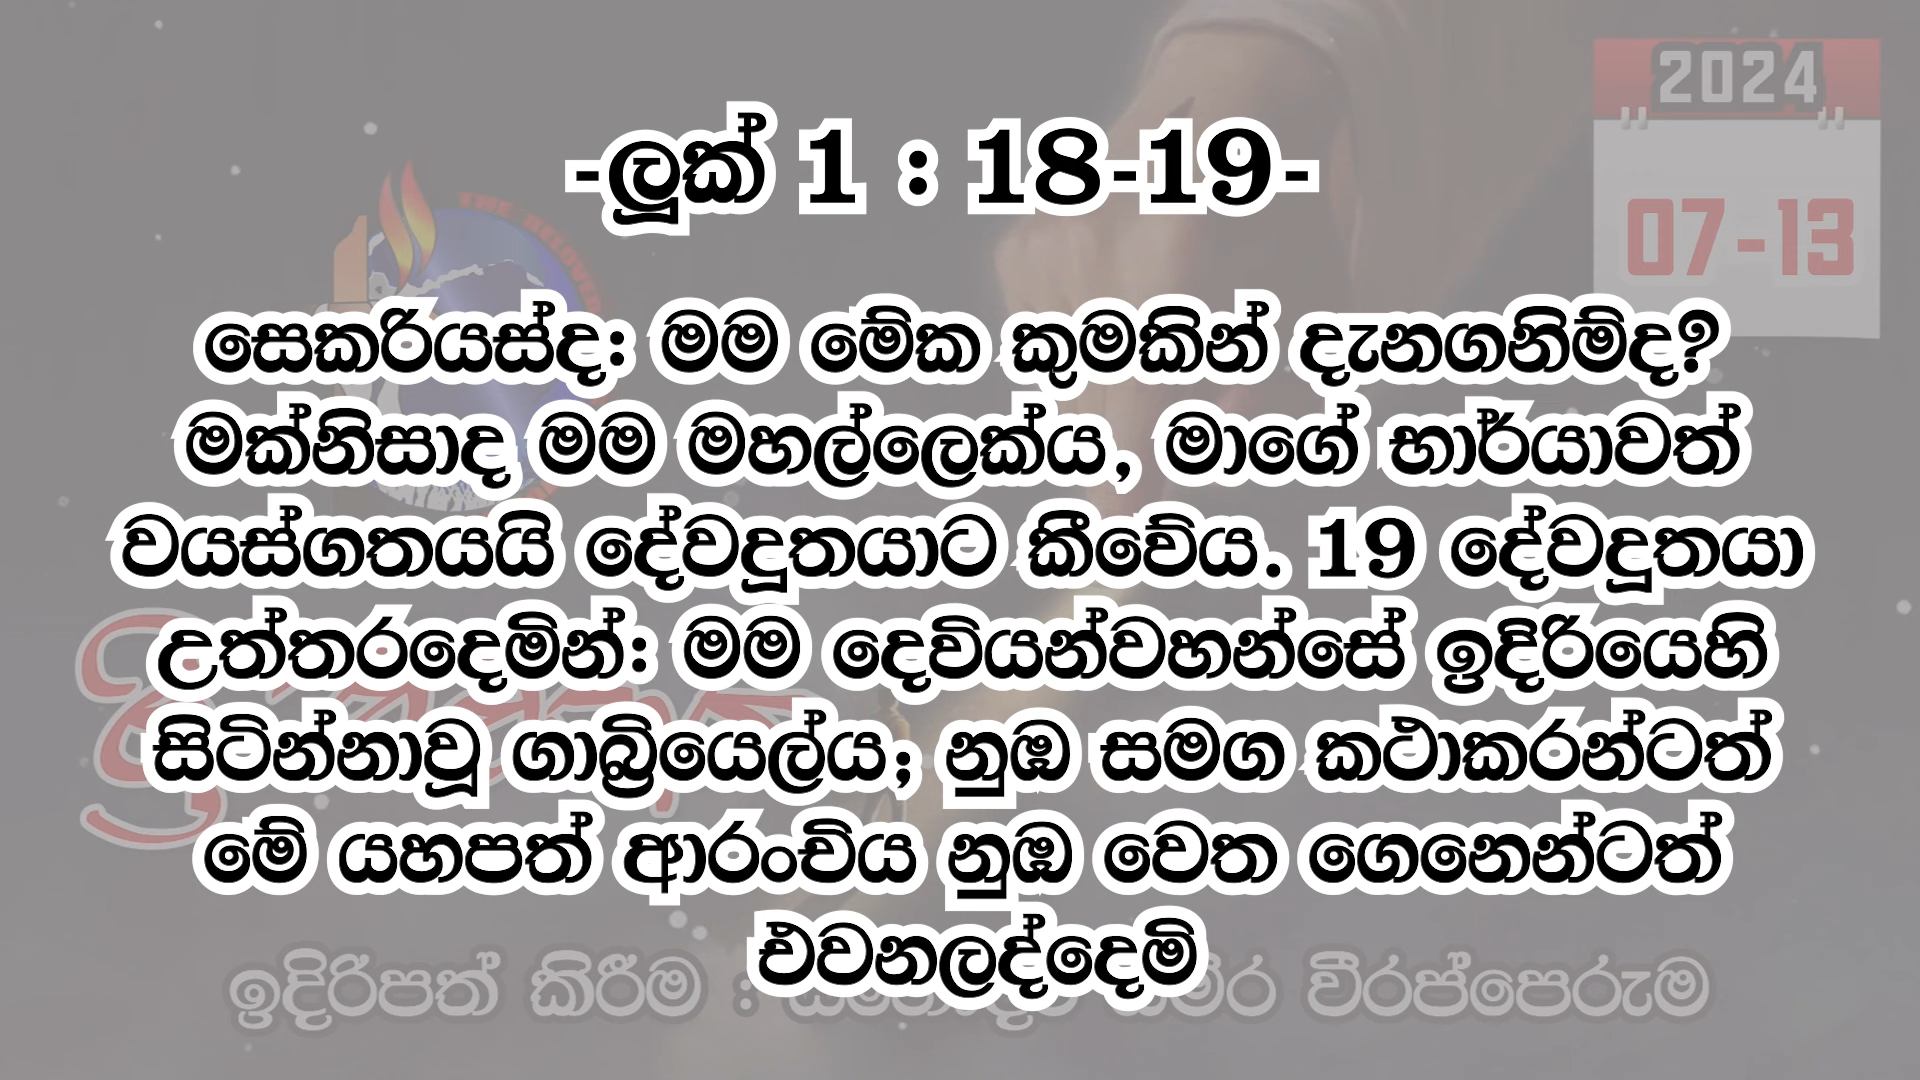 2024
07-13
-ලූක් 1 : 18-19-
සෙකරියස්ද: මම මේක කුමකින් දැනගනිම්ද?
මක්නිසාද මම මහල්ලෙක්ය, මාගේ භාර්යාවත්
වයස්ගතයයි දේවදූතයාට කීවේය. 19 දේවදූතයා
උත්තරදෙමින්: මම දෙවියන්වහන්සේ ඉදිරියෙහි
සිටින්නාවූ ගාබ්‍රියෙල්ය; නුඹ සමග කථාකරන්ටත්
මේ යහපත් ආරංචිය නුඹ වෙත ගෙනෙන්ටත්
එවනලද්දෙමි
ඉදිරිපත් කිරීම : වීරප්පෙරුම
THE